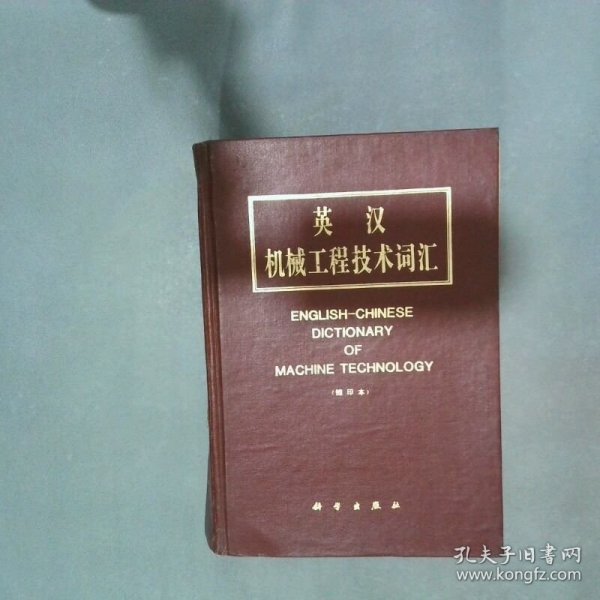 英汉
机械工程技术词汇
ENGLISH-CHINESE
DICTIONARY
OF
MACHINE TECHNOLOGY
(缩印本)
科学出版社
孔夫子旧书网
www.kongfz.com